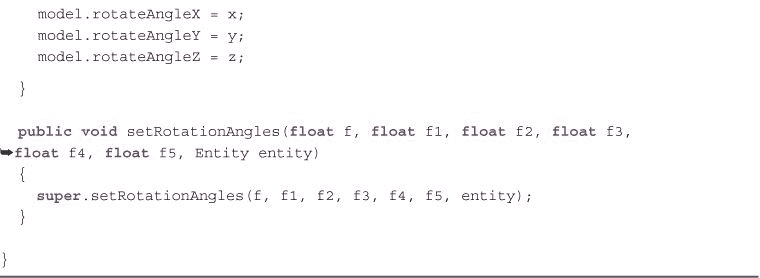 model.rotateAngleX = x;
model.rotateAngleY = y;
model.rotateAngleZ = z;
}
public void setRotationAngles(float f, float f1, float f2, float f3,
➥float f4, float f5, Entity entity)
{
super.setRotationAngles(f, f1, f2, f3, f4, f5, entity);
}
}